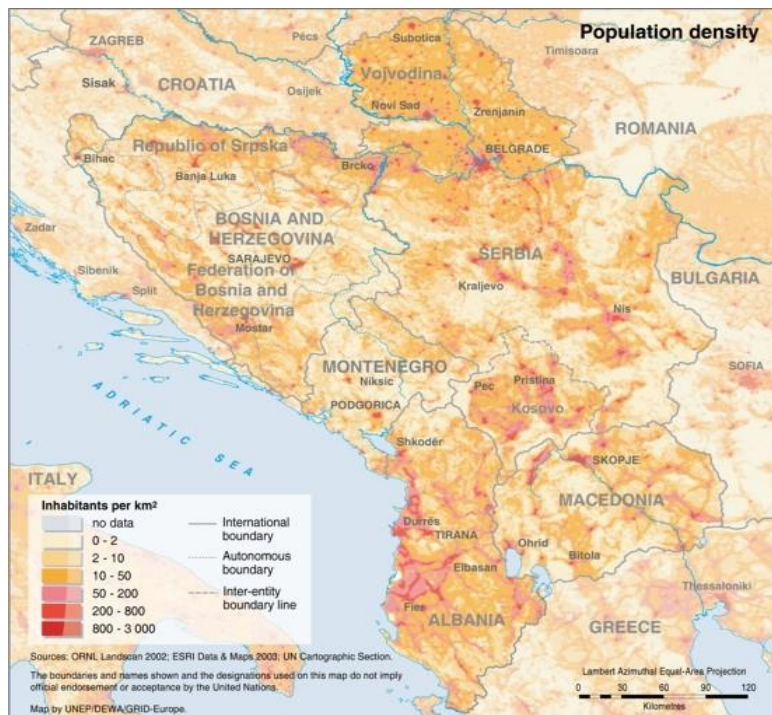 Population density
Pécs
Subotica
ZAGREB
Timisoara
Sisak
CROATIA
Osijek
Vojvodina
Novi Sad
Zrenjanin
ROMANIA
Republic of Srpska
Bihac
Brcko
BELGRADE
Banja Luka
BOSNIA AND
HERZEGOVINA
Zadar
SARAJEVO
SERBIA
Federation of
Bosnia and
Herzegovina
Sibenik
Split
Kraljevo
BULGARIA
Nis
Mostar
MONTENEGRO
Niksic
Pec
Pristina
Kosovo
SOFIA
PODGORICA
ADRIATIC SEA
Shkodër
SKOPJE
ITALY
MACEDONIA
Durrës
TIRANA
Ohrid
Bitola
Elbasan
Thessaloniki
Fies
ALBANIA
GREECE
Inhabitants per km²
no data
0 - 2
2 - 10
10 - 50
50 - 200
200 - 800
800 - 3 000
International
boundary
Autonomous
boundary
Inter-entity
boundary line
Sources: ORNL Landscan 2002; ESRI Data & Maps 2003; UN Cartographic Section.
The boundaries and names shown and the designations used on this map do not imply
official endorsement or acceptance by the United Nations.
Map by UNEP/DEWA/GRID-Europe.
Lambert Azimuthal Equal-Area Projection
0 30 60 90 120
Kilometres